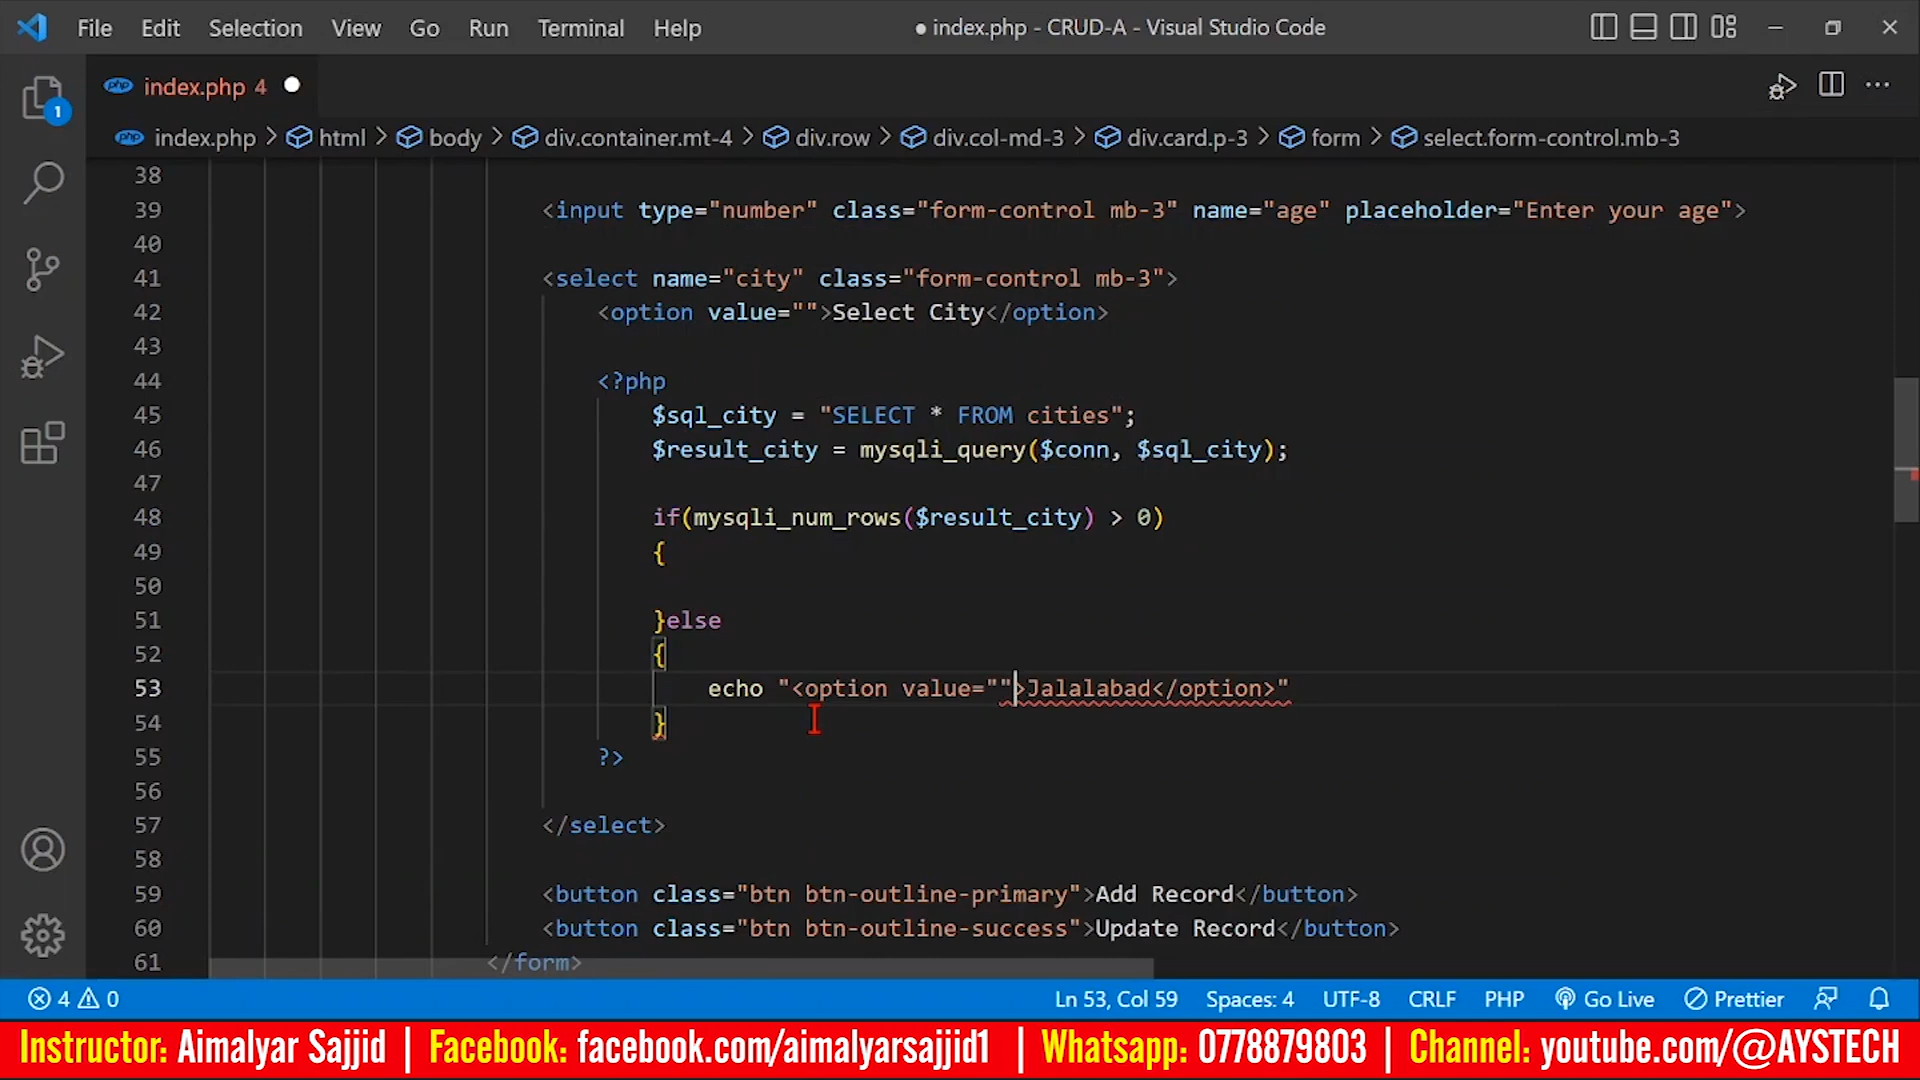 File Edit Selection View Go Run Terminal Help ● index.php - CRUD-A - Visual Studio Code
php index.php 4
1
php index.php > html > body > div.container.mt-4 > div.row > div.col-md-3 > div.card.p-3 > form > select.form-control.mb-3
38
39 <input type="number" class="form-control mb-3" name="age" placeholder="Enter your age">
40
41 <select name="city" class="form-control mb-3">
42 <option value="">Select City</option>
43
44 <?php
45 $sql_city = "SELECT * FROM cities";
46 $result_city = mysqli_query($conn, $sql_city);
47
48 if(mysqli_num_rows($result_city) > 0)
49 {
50
51 }else
52 {
53 echo "<option value="">Jalalabad</option>"
54 }
55 ?>
56
57 </select>
58
59 <button class="btn btn-outline-primary">Add Record</button>
60 <button class="btn btn-outline-success">Update Record</button>
61 </form>
4 0 Ln 53, Col 59 Spaces: 4 UTF-8 CRLF PHP Go Live Prettier
Instructor: Aimalyar Sajjid | Facebook: facebook.com/aimalyarsajjid1 | Whatsapp: 0778879803 | Channel: youtube.com/@AYSTECH